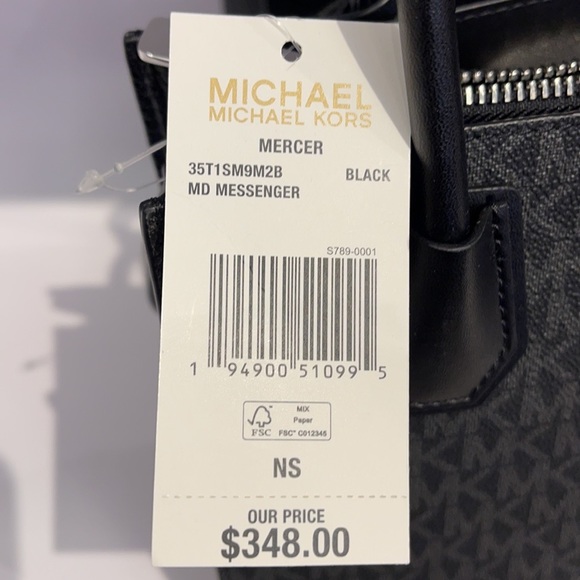 MICHAEL
MICHAEL KORS
MERCER
35T1SM9M2B BLACK
MD MESSENGER
S789-0001
1 94900 51099 5
FSC
MIX
Paper
FSC* C012345
NS
OUR PRICE
$348.00